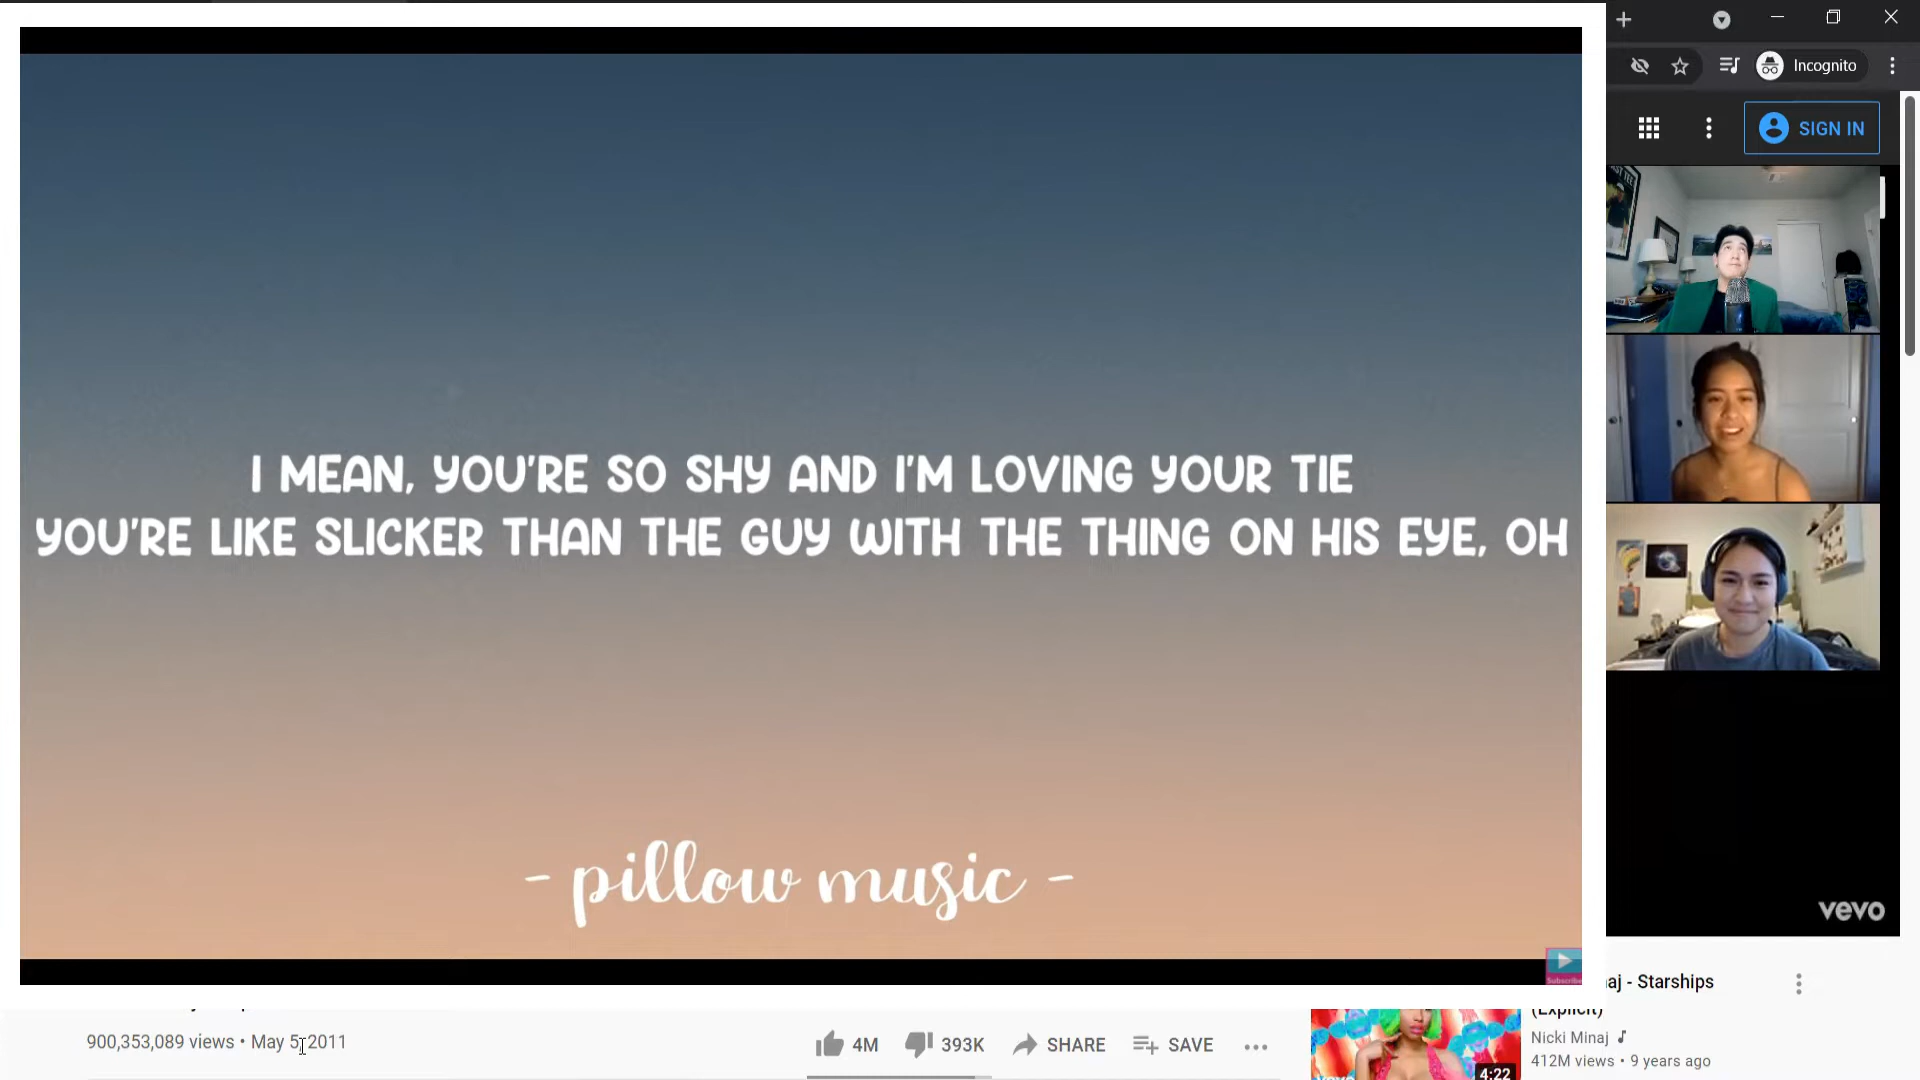 Incognito
SIGN IN
I MEAN, YOU'RE SO SHY AND I'M LOVING YOUR TIE
YOU'RE LIKE SLICKER THAN THE GUY WITH THE THING ON HIS EYE, OH
- pillow music -
vevo
Subscribe
aj - Starships
(Explicit)
Nicki Minaj
412M views • 9 years ago
4:22
900,353,089 views • May 5, 2011
4M
393K
SHARE
SAVE